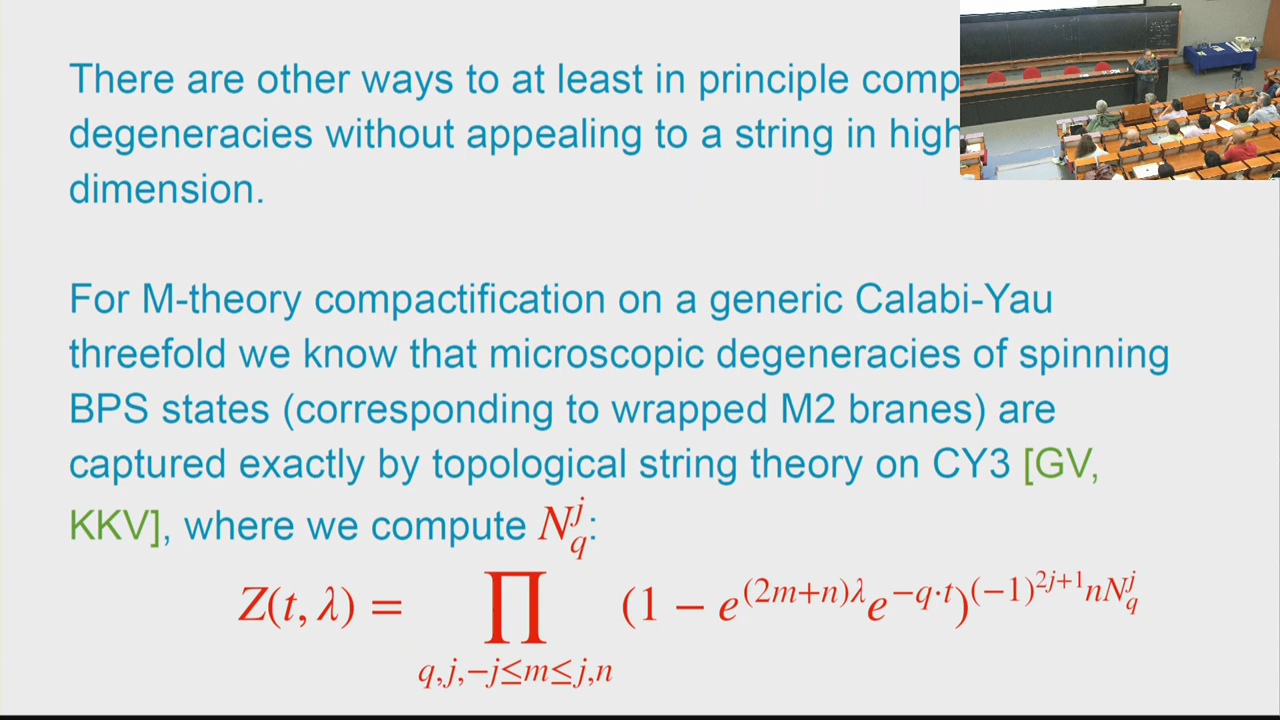 There are other ways to at least in principle
degeneracies without appealing to a string in
dimension.
For M-theory compactification on a generic Calabi-Yau
threefold we know that microscopic degeneracies of spinning
BPS states (corresponding to wrapped M2 branes) are
captured exactly by topological string theory on CY3 [GV,
KKV], where we compute N_q^j:
Z(t, λ) = ∏_{q,j,−j≤m≤j,n} (1 − e^{(2m+n)λ} e^{−q·t})^{(−1)^{2j+1} n N_q^j}